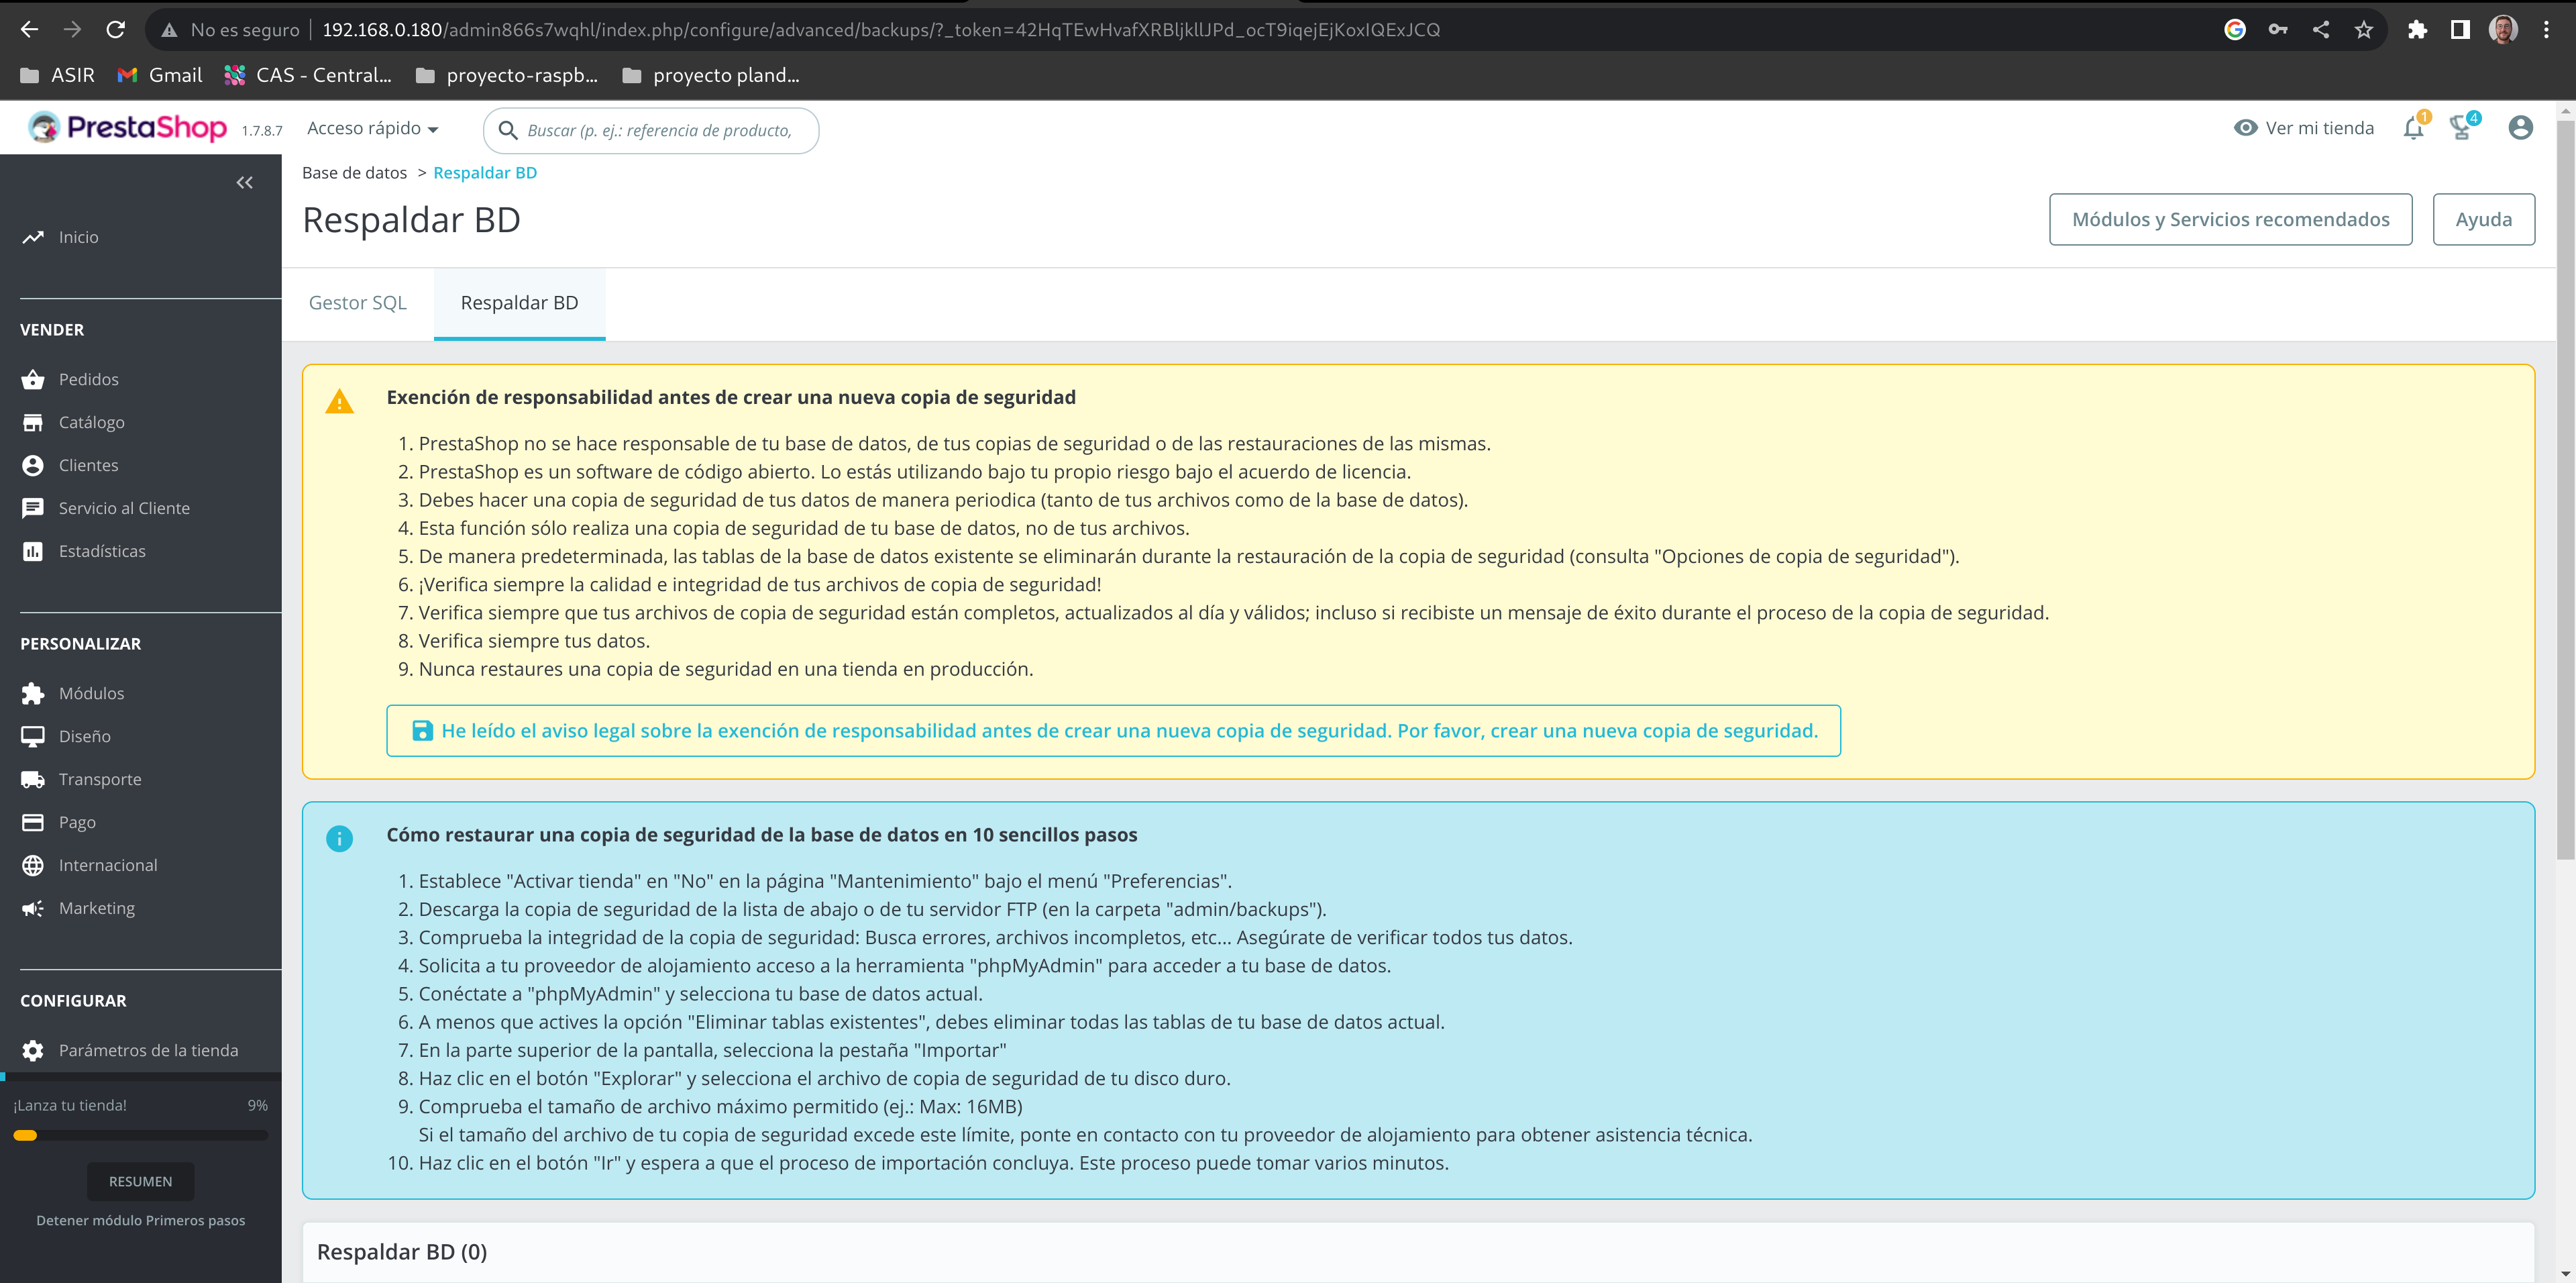 No es seguro 192.168.0.180/admin866s7wqhl/index.php/configure/advanced/backups/?_token=42HqTEwHvafXRBljkllJPd_ocT9iqejEjKoxIQExJCQ
ASIR Gmail CAS - Central... proyecto-raspb... proyecto pland...
PrestaShop 1.7.8.7 Acceso rápido Buscar (p. ej.: referencia de producto, Ver mi tienda 1 4
Base de datos > Respaldar BD
Respaldar BD
Módulos y Servicios recomendados Ayuda
Gestor SQL Respaldar BD
Inicio
VENDER
Pedidos
Catálogo
Clientes
Servicio al Cliente
Estadísticas
PERSONALIZAR
Módulos
Diseño
Transporte
Pago
Internacional
Marketing
CONFIGURAR
Parámetros de la tienda
¡Lanza tu tienda! 9%
RESUMEN
Detener módulo Primeros pasos
Exención de responsabilidad antes de crear una nueva copia de seguridad
1. PrestaShop no se hace responsable de tu base de datos, de tus copias de seguridad o de las restauraciones de las mismas.
2. PrestaShop es un software de código abierto. Lo estás utilizando bajo tu propio riesgo bajo el acuerdo de licencia.
3. Debes hacer una copia de seguridad de tus datos de manera periodica (tanto de tus archivos como de la base de datos).
4. Esta función sólo realiza una copia de seguridad de tu base de datos, no de tus archivos.
5. De manera predeterminada, las tablas de la base de datos existente se eliminarán durante la restauración de la copia de seguridad (consulta "Opciones de copia de seguridad").
6. ¡Verifica siempre la calidad e integridad de tus archivos de copia de seguridad!
7. Verifica siempre que tus archivos de copia de seguridad están completos, actualizados al día y válidos; incluso si recibiste un mensaje de éxito durante el proceso de la copia de seguridad.
8. Verifica siempre tus datos.
9. Nunca restaures una copia de seguridad en una tienda en producción.
He leído el aviso legal sobre la exención de responsabilidad antes de crear una nueva copia de seguridad. Por favor, crear una nueva copia de seguridad.
Cómo restaurar una copia de seguridad de la base de datos en 10 sencillos pasos
1. Establece "Activar tienda" en "No" en la página "Mantenimiento" bajo el menú "Preferencias".
2. Descarga la copia de seguridad de la lista de abajo o de tu servidor FTP (en la carpeta "admin/backups").
3. Comprueba la integridad de la copia de seguridad: Busca errores, archivos incompletos, etc... Asegúrate de verificar todos tus datos.
4. Solicita a tu proveedor de alojamiento acceso a la herramienta "phpMyAdmin" para acceder a tu base de datos.
5. Conéctate a "phpMyAdmin" y selecciona tu base de datos actual.
6. A menos que actives la opción "Eliminar tablas existentes", debes eliminar todas las tablas de tu base de datos actual.
7. En la parte superior de la pantalla, selecciona la pestaña "Importar"
8. Haz clic en el botón "Explorar" y selecciona el archivo de copia de seguridad de tu disco duro.
9. Comprueba el tamaño de archivo máximo permitido (ej.: Max: 16MB)
Si el tamaño del archivo de tu copia de seguridad excede este límite, ponte en contacto con tu proveedor de alojamiento para obtener asistencia técnica.
10. Haz clic en el botón "Ir" y espera a que el proceso de importación concluya. Este proceso puede tomar varios minutos.
Respaldar BD (0)